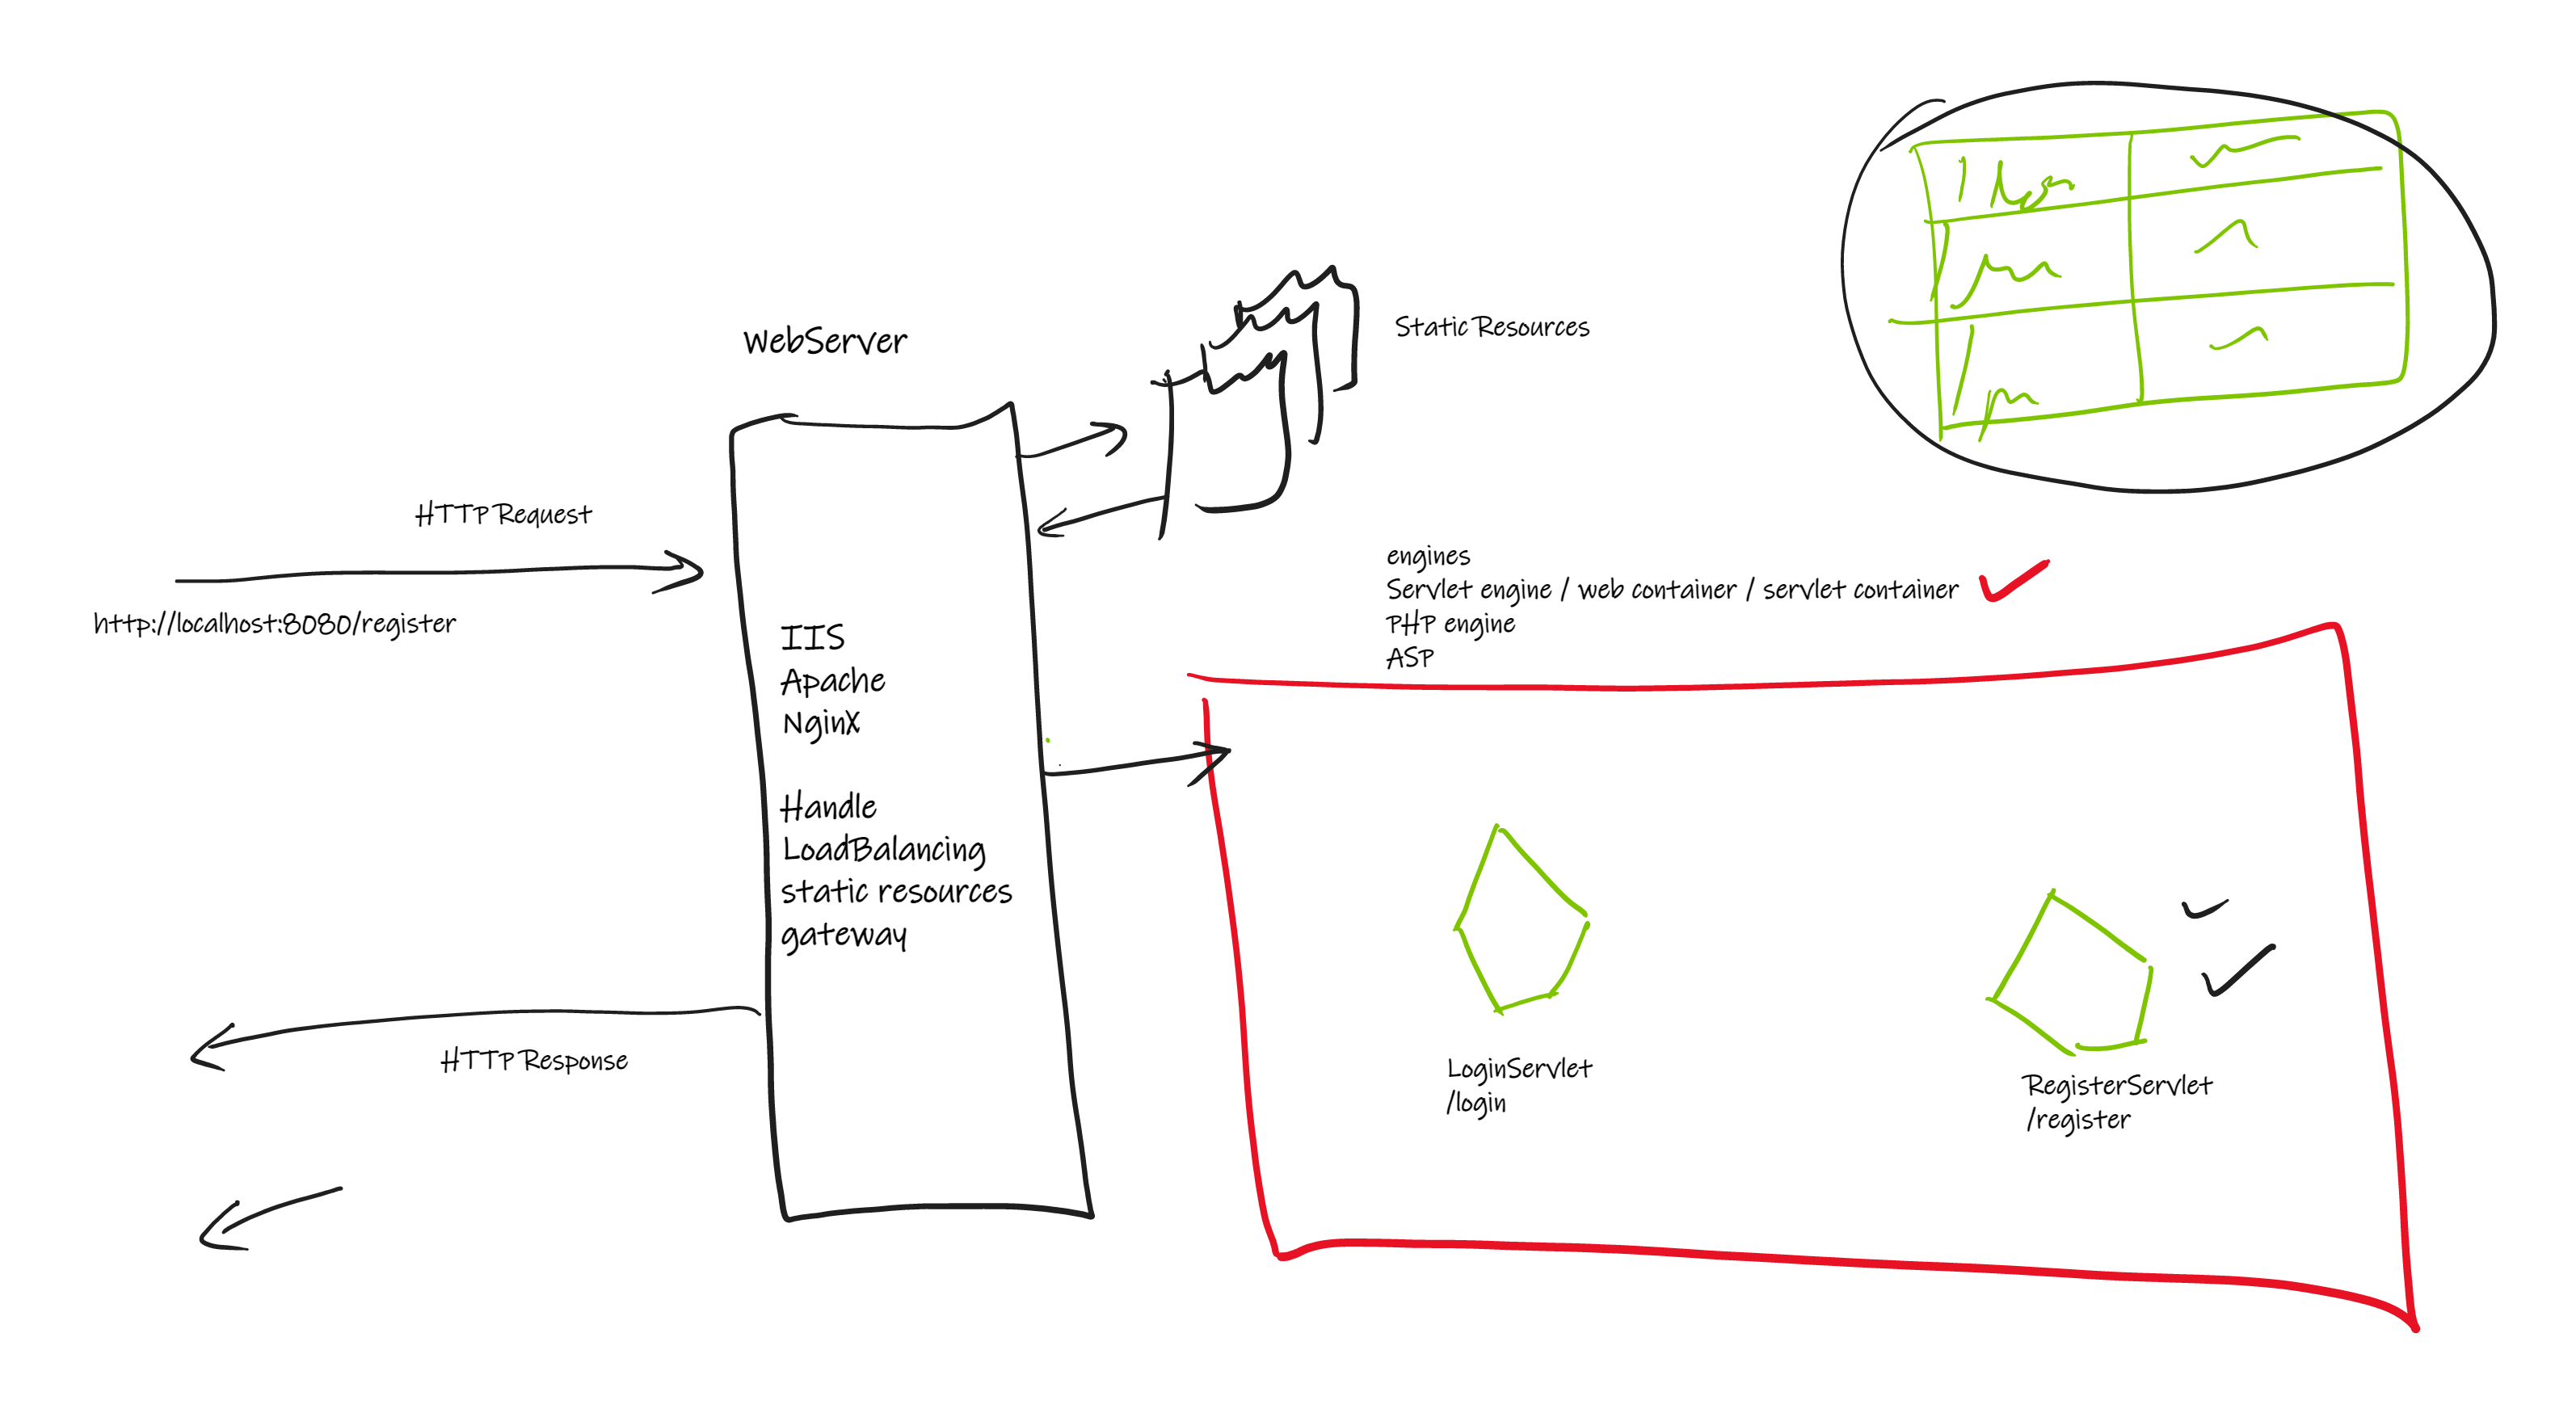 WebServer
Static Resources
HTTP Request
http://localhost:8080/register
engines
Servlet engine / web container / servlet container
PHP engine
ASP
IIS
Apache
NginX
Handle
LoadBalancing
static resources
gateway
HTTP Response
LoginServlet
/login
RegisterServlet
/register